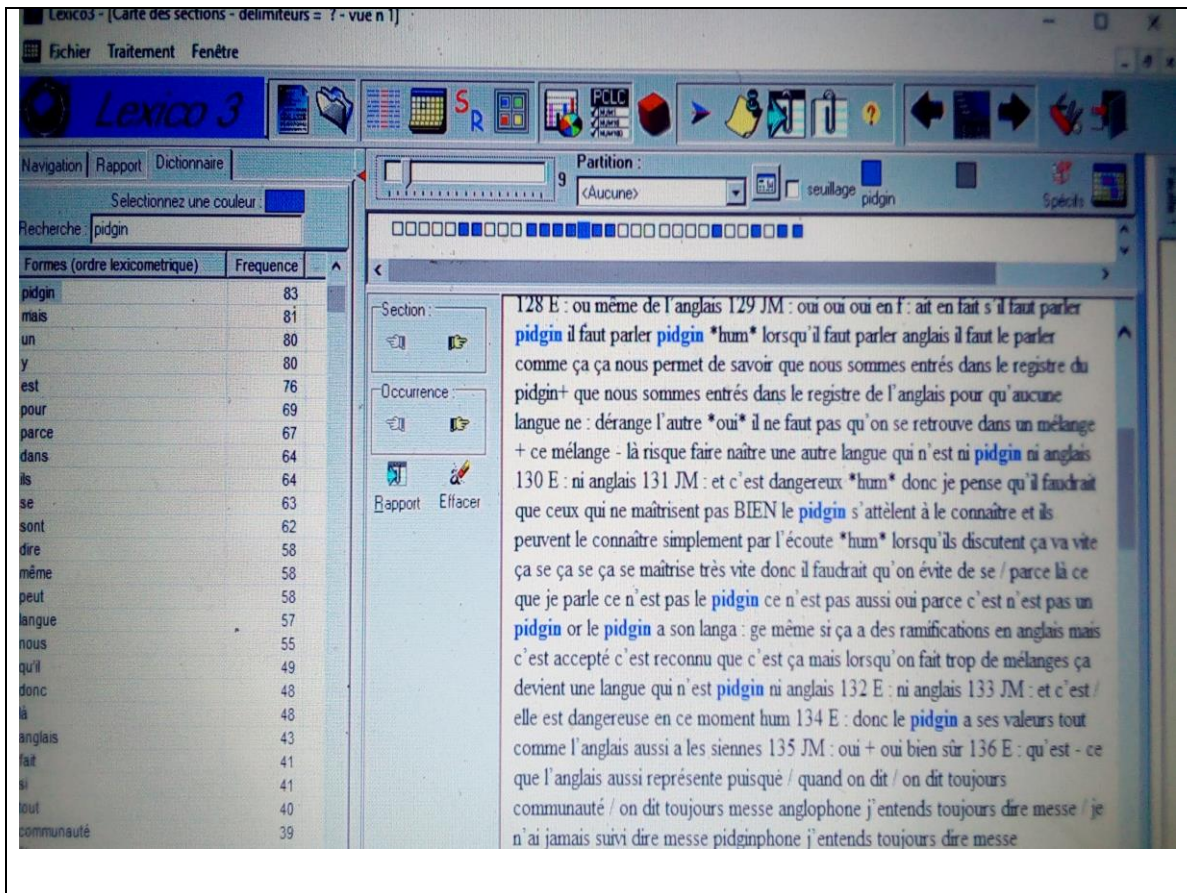 Lexico3 - [Carte des sections - délimiteurs = ? - vue n 1]
Fichier Traitement Fenêtre
Lexico 3
SR
PCLC
Navigation Rapport Dictionnaire
Selectionnez une couleur :
Recherche : pidgin
Formes (ordre lexicometrique) Frequence
pidgin 83
mais 81
un 80
y 80
est 76
pour 69
parce 67
dans 64
ils 64
se 63
sont 62
dire 58
même 58
peut 58
langue 57
nous 55
qu'il 49
donc 48
là 48
anglais 43
fait 41
si 41
tout 40
communauté 39
9
Partition :
<Aucune>
seuillage
pidgin
Spécifs
Section :
Occurrence :
Rapport Effacer
128 E : ou même de l'anglais 129 JM : oui oui oui en f : ait en fait s'il faut parler
pidgin il faut parler pidgin *hum* lorsqu'il faut parler anglais il faut le parler
comme ça ça nous permet de savoir que nous sommes entrés dans le registre du
pidgin+ que nous sommes entrés dans le registre de l'anglais pour qu'aucune
langue ne : dérange l'autre *oui* il ne faut pas qu'on se retrouve dans un mélange
+ ce mélange - là risque faire naître une autre langue qui n'est ni pidgin ni anglais
130 E : ni anglais 131 JM : et c'est dangereux *hum* donc je pense qu'il faudrait
que ceux qui ne maîtrisent pas BIEN le pidgin s'attèlent à le connaître et ils
peuvent le connaître simplement par l'écoute *hum* lorsqu'ils discutent ça va vite
ça se ça se ça se maîtrise très vite donc il faudrait qu'on évite de se / parce là ce
que je parle ce n'est pas le pidgin ce n'est pas aussi oui parce c'est n'est pas un
pidgin or le pidgin a son langa : ge même si ça a des ramifications en anglais mais
c'est accepté c'est reconnu que c'est ça mais lorsqu'on fait trop de mélanges ça
devient une langue qui n'est pidgin ni anglais 132 E : ni anglais 133 JM : et c'est /
elle est dangereuse en ce moment hum 134 E : donc le pidgin a ses valeurs tout
comme l'anglais aussi a les siennes 135 JM : oui + oui bien sûr 136 E : qu'est - ce
que l'anglais aussi représente puisque / quand on dit / on dit toujours
communauté / on dit toujours messe anglophone j'entends toujours dire messe / je
n'ai jamais suivi dire messe pidginphone j'entends toujours dire messe